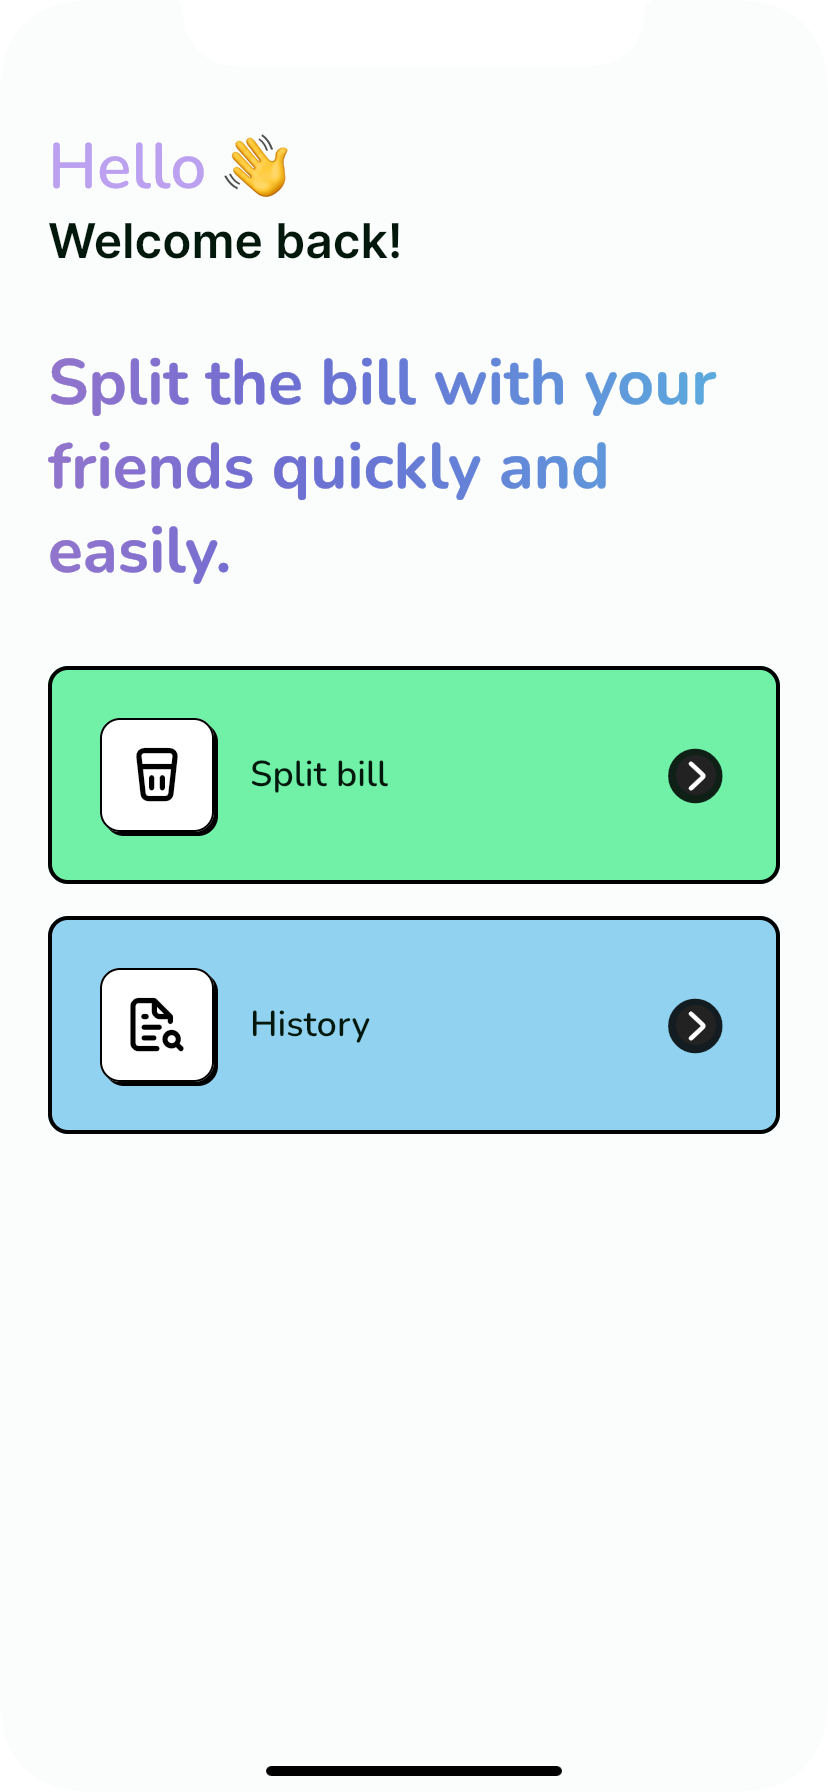 Hello 👋
Welcome back!
Split the bill with your
friends quickly and
easily.
Split bill
History